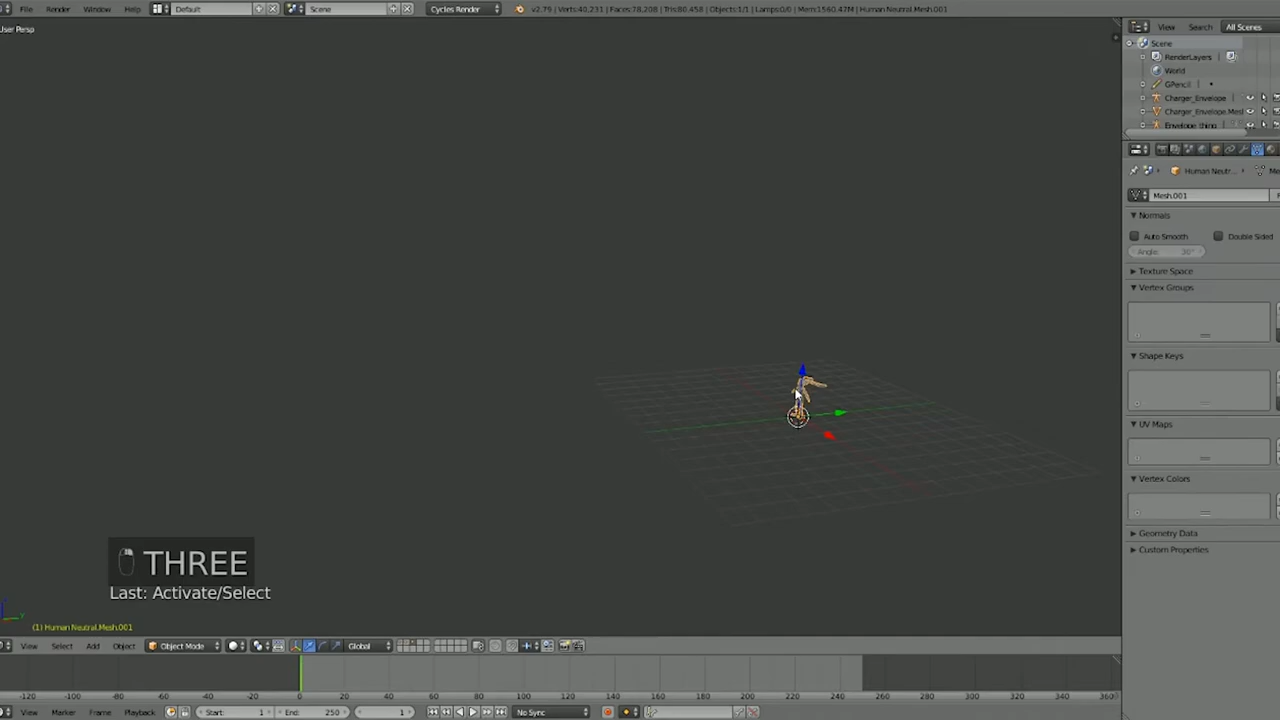 File Render Window Help Default Scene Cycles Render v2.79 | Verts:40,231 | Faces:78,208 | Tris:80,458 | Objects:1/1 | Lamps:0/0 | Mem:1560.47M | Human Neutral.Mesh.001
User Persp
View Search All Scenes
Scene
RenderLayers
World
GPencil
Charger_Envelope
Charger_Envelope.Mesh
Envelope thing
Human Neutr...
Mesh.001
Normals
Auto Smooth Double Sided
Angle: 30°
Texture Space
Vertex Groups
Shape Keys
UV Maps
Vertex Colors
Geometry Data
Custom Properties
THREE
Last: Activate/Select
(1) Human Neutral.Mesh.001
View Select Add Object Object Mode Global
-120 -100 -80 -60 -40 -20 0 20 40 60 80 100 120 140 160 180 200 220 240 260 280 300 320 340 360
View Marker Frame Playback Start: 1 End: 250 1 No Sync